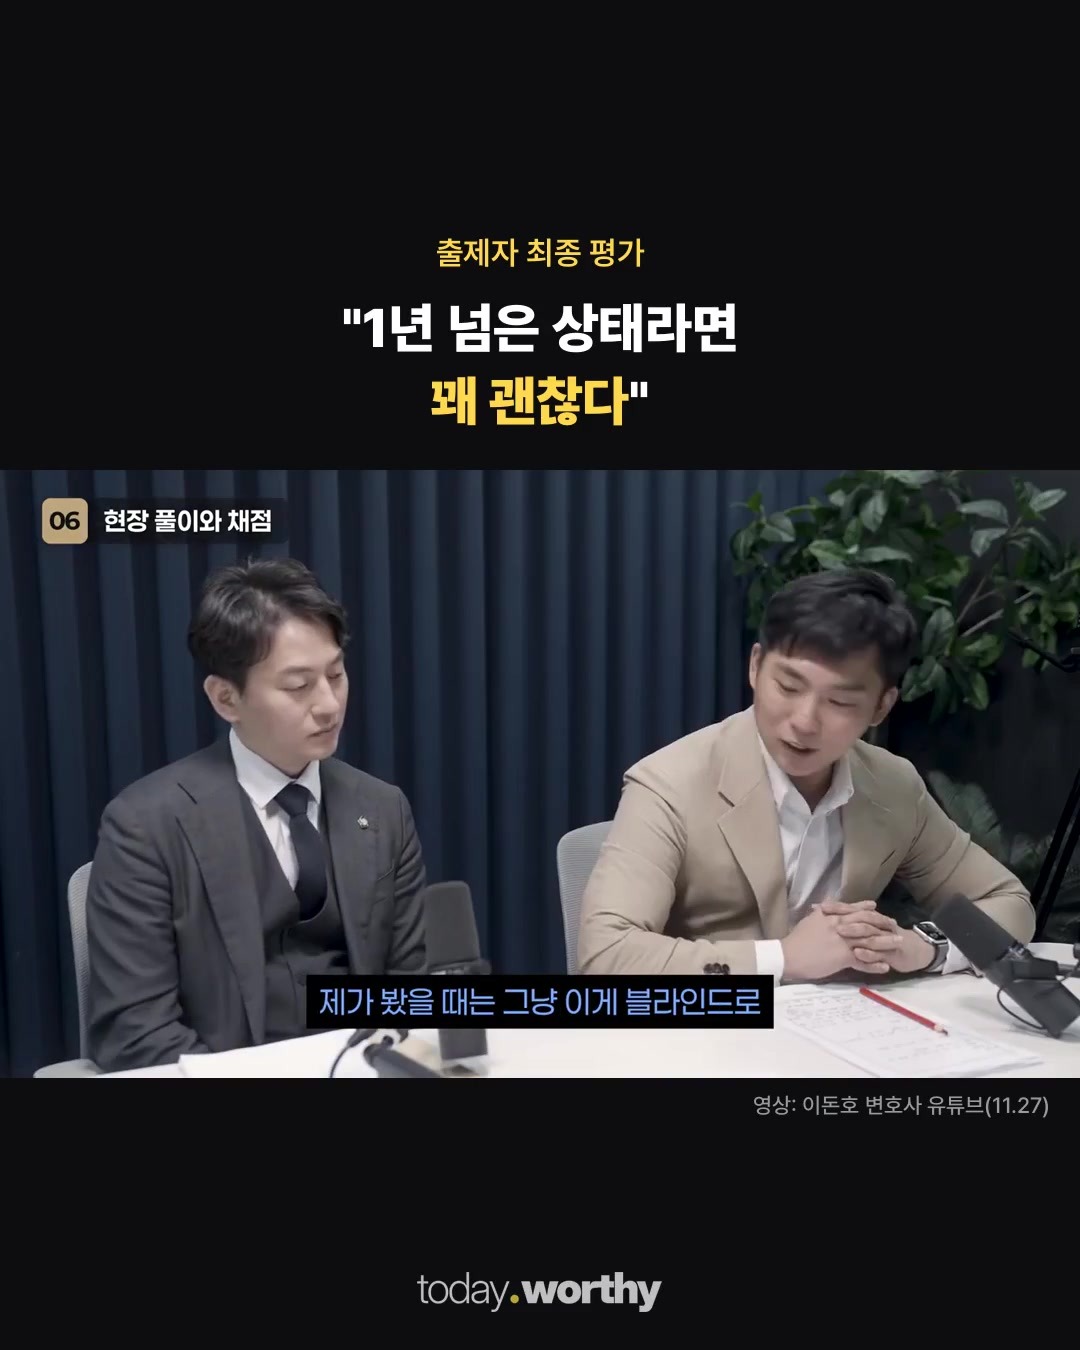 출제자 최종 평가
"1년 넘은 상태라면
꽤 괜찮다"
06 현장 풀이와 채점
제가 봤을 때는 그냥 이게 블라인드로
영상: 이돈호 변호사 유튜브(11.27)
today.worthy